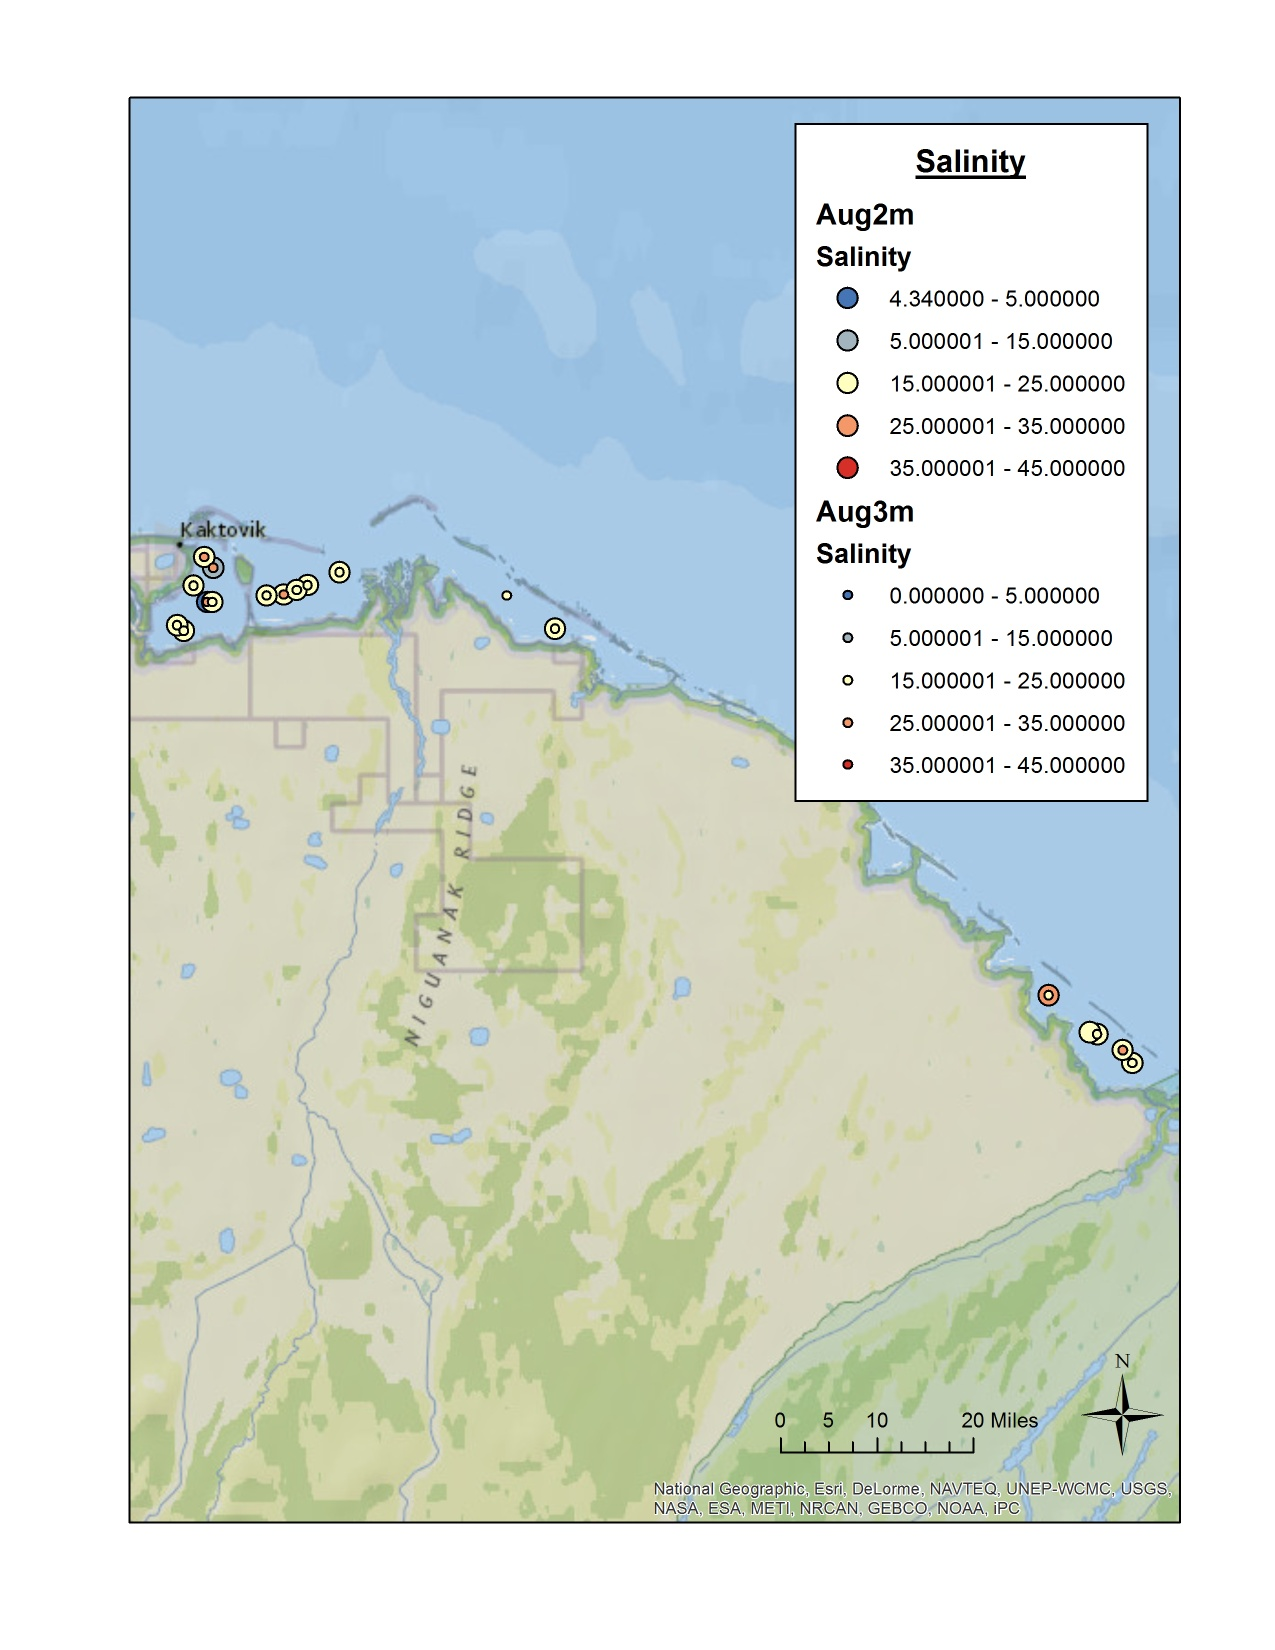 Salinity
Aug2m
Salinity
4.340000 - 5.000000
5.000001 - 15.000000
15.000001 - 25.000000
25.000001 - 35.000000
35.000001 - 45.000000
Aug3m
Salinity
0.000000 - 5.000000
5.000001 - 15.000000
15.000001 - 25.000000
25.000001 - 35.000000
35.000001 - 45.000000
Kaktovik
NIGUANAK RIDGE
N
0 5 10 20 Miles
National Geographic, Esri, DeLorme, NAVTEQ, UNEP-WCMC, USGS,
NASA, ESA, METI, NRCAN, GEBCO, NOAA, iPC